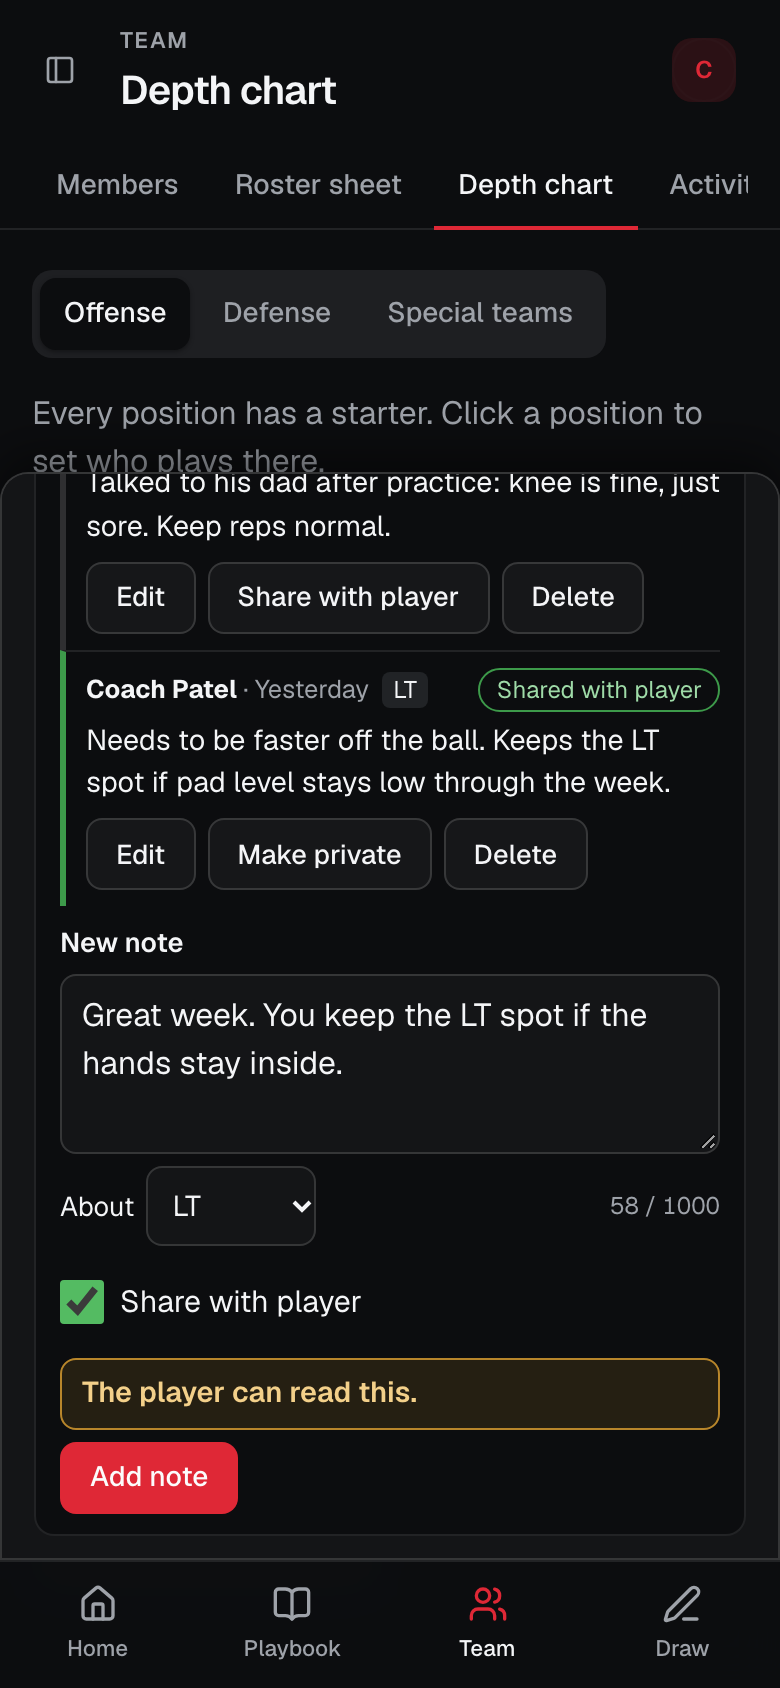 TEAM
Depth chart
C
Members Roster sheet Depth chart Activit
Offense Defense Special teams
Every position has a starter. Click a position to
set who plays there.
Talked to his dad after practice: knee is fine, just
sore. Keep reps normal.
Edit Share with player Delete
Coach Patel · Yesterday LT Shared with player
Needs to be faster off the ball. Keeps the LT
spot if pad level stays low through the week.
Edit Make private Delete
New note
Great week. You keep the LT spot if the
hands stay inside.
About LT 58 / 1000
Share with player
The player can read this.
Add note
Home Playbook Team Draw